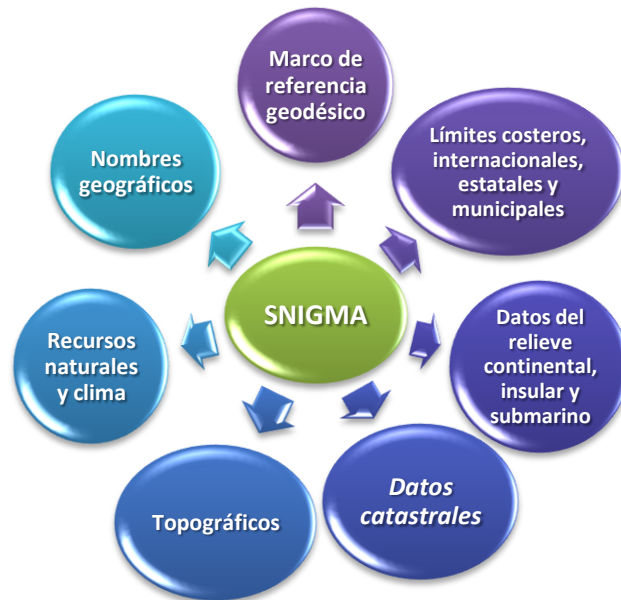 Marco de
referencia
geodésico
Límites costeros,
internacionales,
estatales y
municipales
Datos del
relieve
continental,
insular y
submarino
Datos
catastrales
Topográficos
Recursos
naturales
y clima
Nombres
geográficos
SNIGMA